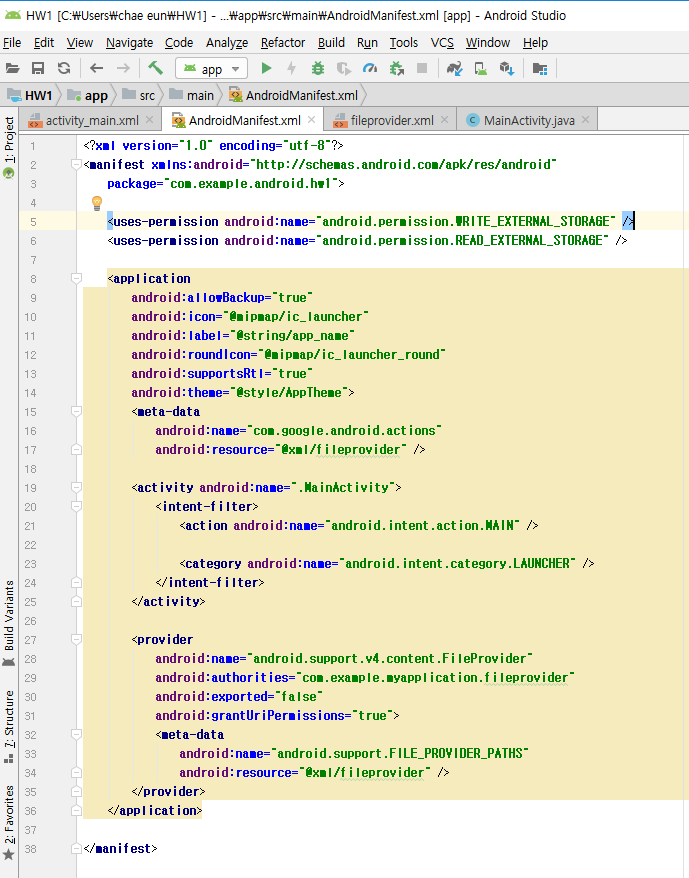 HW1 [C:₩Users₩chae eun₩HW1] - ...₩app₩src₩main₩AndroidManifest.xml [app] - Android Studio
File Edit View Navigate Code Analyze Refactor Build Run Tools VCS Window Help
app
HW1 app src main AndroidManifest.xml
activity_main.xml AndroidManifest.xml fileprovider.xml MainActivity.java
1: Project
1 <?xml version="1.0" encoding="utf-8"?>
2 <manifest xmlns:android="http://schemas.android.com/apk/res/android"
3 package="com.example.android.hw1">
4
5 <uses-permission android:name="android.permission.WRITE_EXTERNAL_STORAGE" />
6 <uses-permission android:name="android.permission.READ_EXTERNAL_STORAGE" />
7
8 <application
9 android:allowBackup="true"
10 android:icon="@mipmap/ic_launcher"
11 android:label="@string/app_name"
12 android:roundIcon="@mipmap/ic_launcher_round"
13 android:supportsRtl="true"
14 android:theme="@style/AppTheme">
15 <meta-data
16 android:name="com.google.android.actions"
17 android:resource="@xml/fileprovider" />
18
19 <activity android:name=".MainActivity">
20 <intent-filter>
21 <action android:name="android.intent.action.MAIN" />
22
23 <category android:name="android.intent.category.LAUNCHER" />
24 </intent-filter>
25 </activity>
26
27 <provider
28 android:name="android.support.v4.content.FileProvider"
29 android:authorities="com.example.myapplication.fileprovider"
30 android:exported="false"
31 android:grantUriPermissions="true">
32 <meta-data
33 android:name="android.support.FILE_PROVIDER_PATHS"
34 android:resource="@xml/fileprovider" />
35 </provider>
36 </application>
37
38 </manifest>
Build Variants
7: Structure
2: Favorites